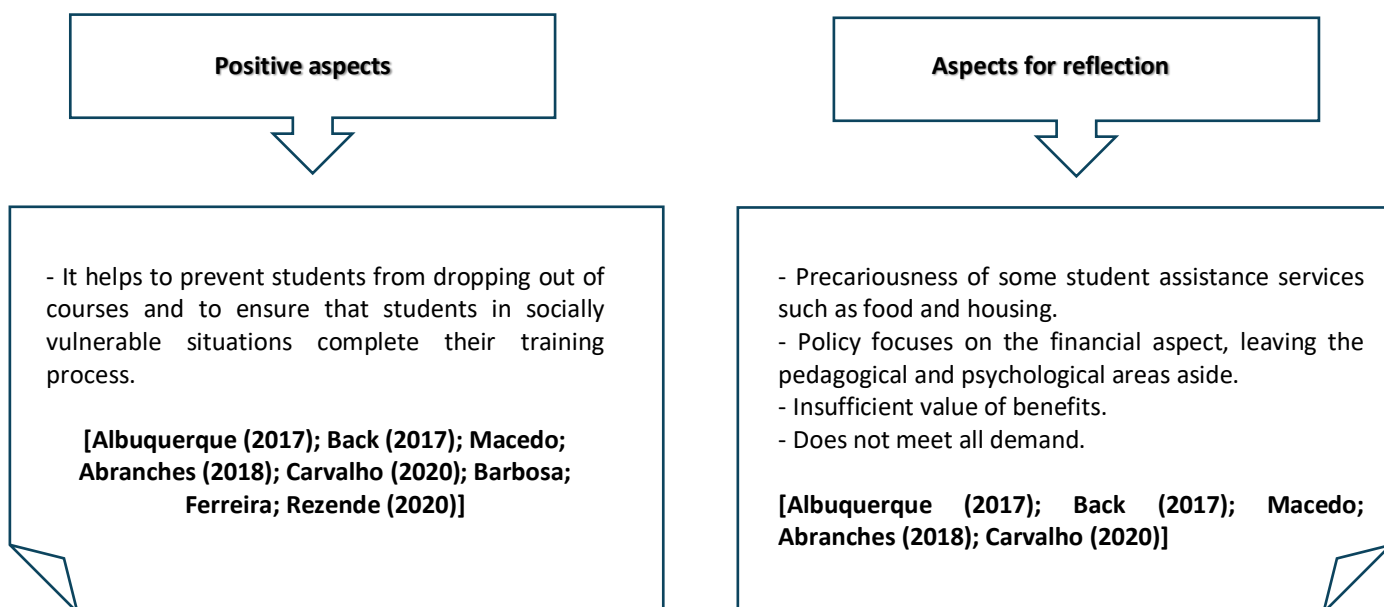 Positive aspects
Aspects for reflection
- It helps to prevent students from dropping out of
courses and to ensure that students in socially
vulnerable situations complete their training
process.
[Albuquerque (2017); Back (2017); Macedo;
Abranches (2018); Carvalho (2020); Barbosa;
Ferreira; Rezende (2020)]
- Precariousness of some student assistance services
such as food and housing.
- Policy focuses on the financial aspect, leaving the
pedagogical and psychological areas aside.
- Insufficient value of benefits.
- Does not meet all demand.
[Albuquerque (2017); Back (2017); Macedo;
Abranches (2018); Carvalho (2020)]